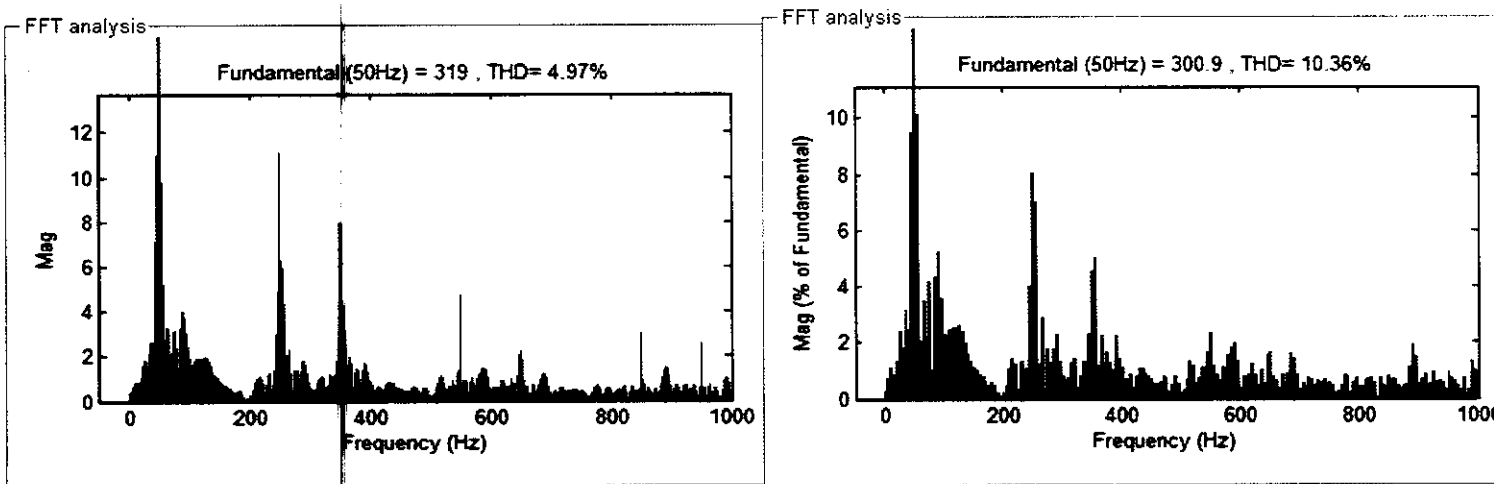 FFT analysis
Fundamental (50Hz) = 319 , THD= 4.97%
12
10
8
6
4
2
0
Mag
0 200 400 600 800 1000
Frequency (Hz)
FFT analysis
Fundamental (50Hz) = 300.9 , THD= 10.36%
10
8
6
4
2
0
Mag (% of Fundamental)
0 200 400 600 800 1000
Frequency (Hz)